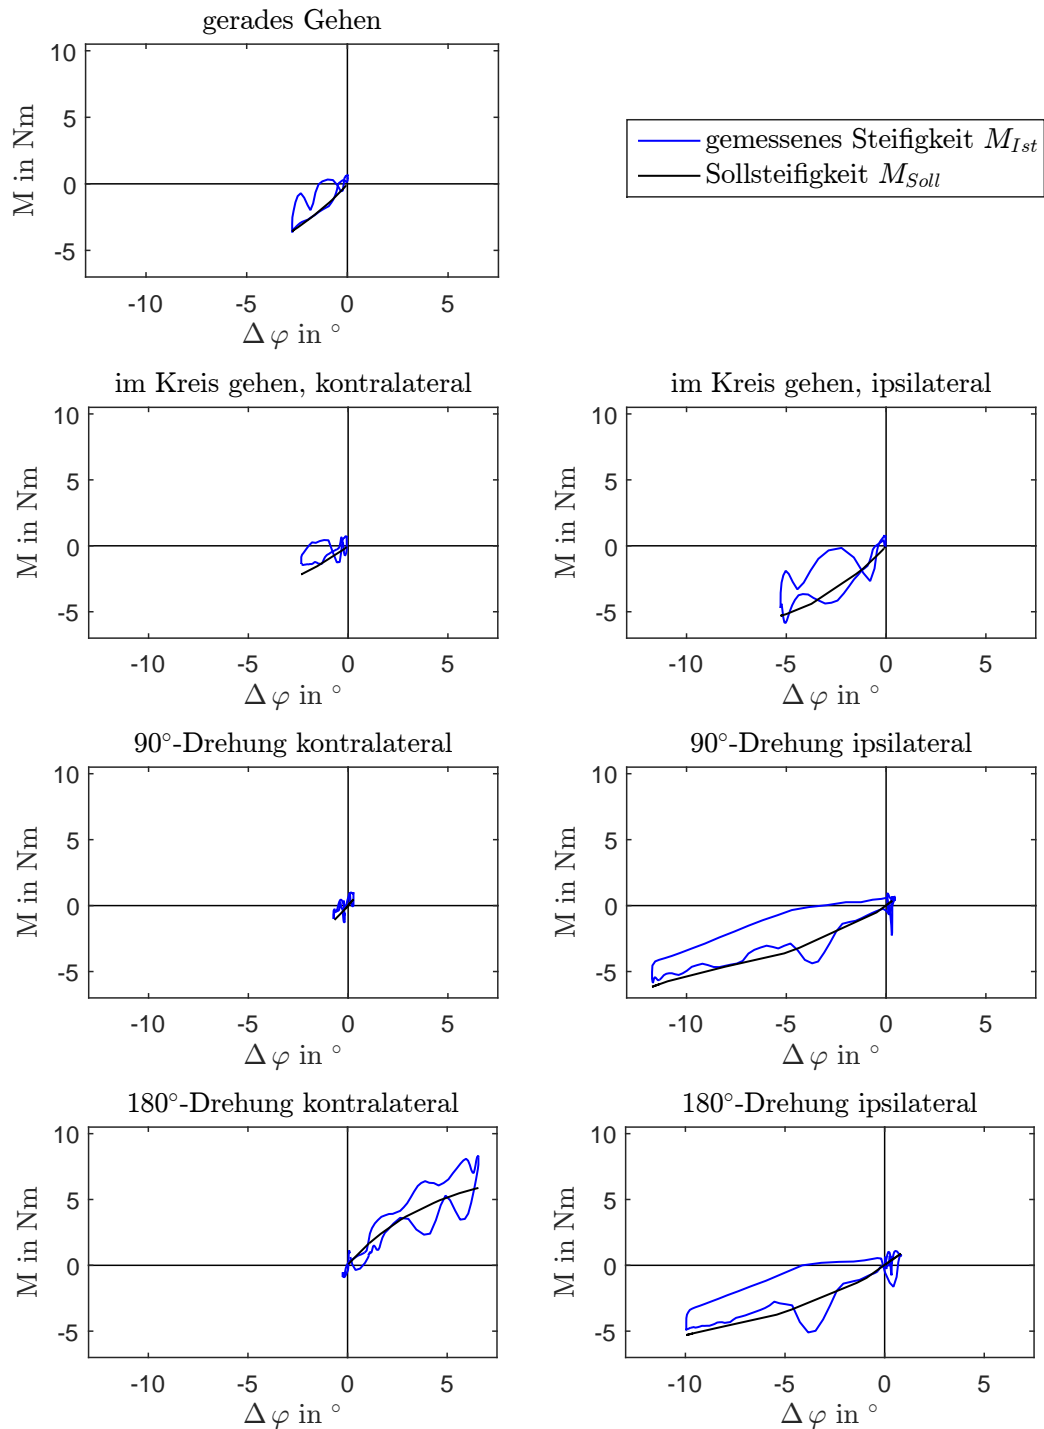 gerades Gehen
10
5
0
-5
M in Nm
-10 -5 0 5
Δ φ in °
gemessenes Steifigkeit M_Ist
Sollsteifigkeit M_Soll
im Kreis gehen, kontralateral
10
5
0
-5
M in Nm
-10 -5 0 5
Δ φ in °
im Kreis gehen, ipsilateral
10
5
0
-5
M in Nm
-10 -5 0 5
Δ φ in °
90°-Drehung kontralateral
10
5
0
-5
M in Nm
-10 -5 0 5
Δ φ in °
90°-Drehung ipsilateral
10
5
0
-5
M in Nm
-10 -5 0 5
Δ φ in °
180°-Drehung kontralateral
10
5
0
-5
M in Nm
-10 -5 0 5
Δ φ in °
180°-Drehung ipsilateral
10
5
0
-5
M in Nm
-10 -5 0 5
Δ φ in °